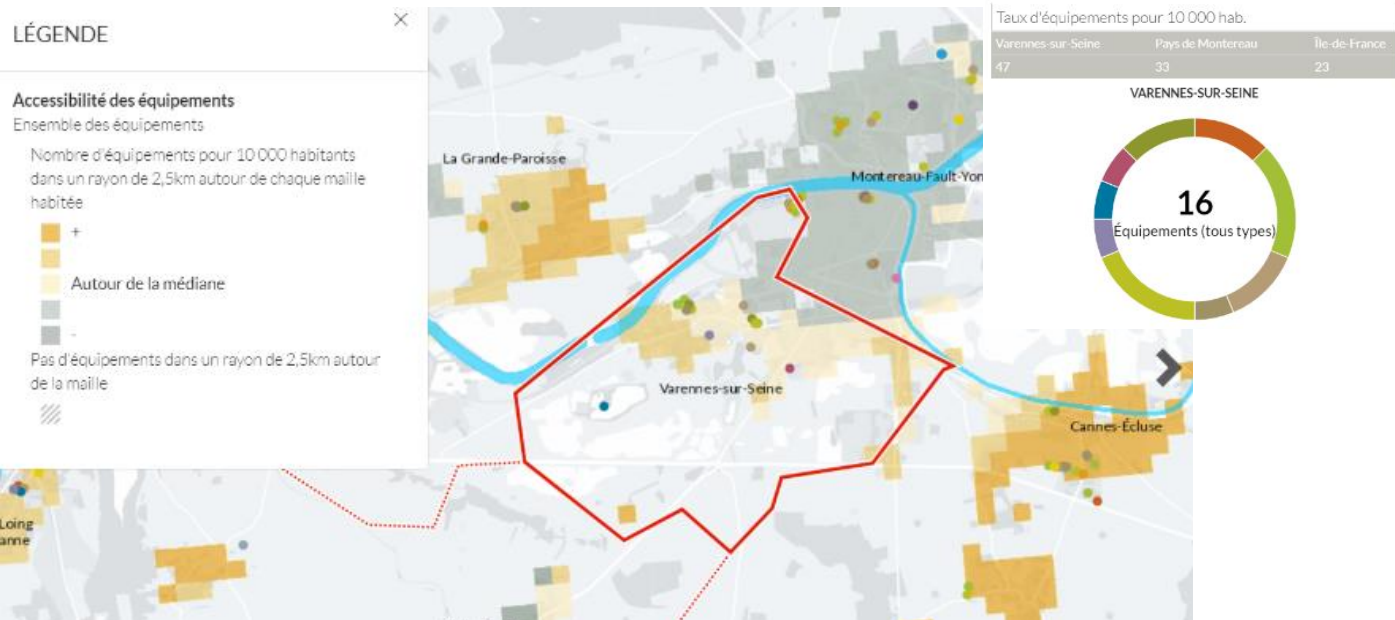 LÉGENDE
Accessibilité des équipements
Ensemble des équipements
Nombre d'équipements pour 10 000 habitants
dans un rayon de 2,5km autour de chaque maille
habitée
+
Autour de la médiane
-
Pas d'équipements dans un rayon de 2,5km autour
de la maille
La Grande-Paroisse
Montereau-Fault-Yon
Varennes-sur-Seine
Cannes-Écluse
Loing
anne
Taux d'équipements pour 10 000 hab.
Varennes-sur-Seine Pays de Montereau Île-de-France
47 33 23
VARENNES-SUR-SEINE
16
Équipements (tous types)